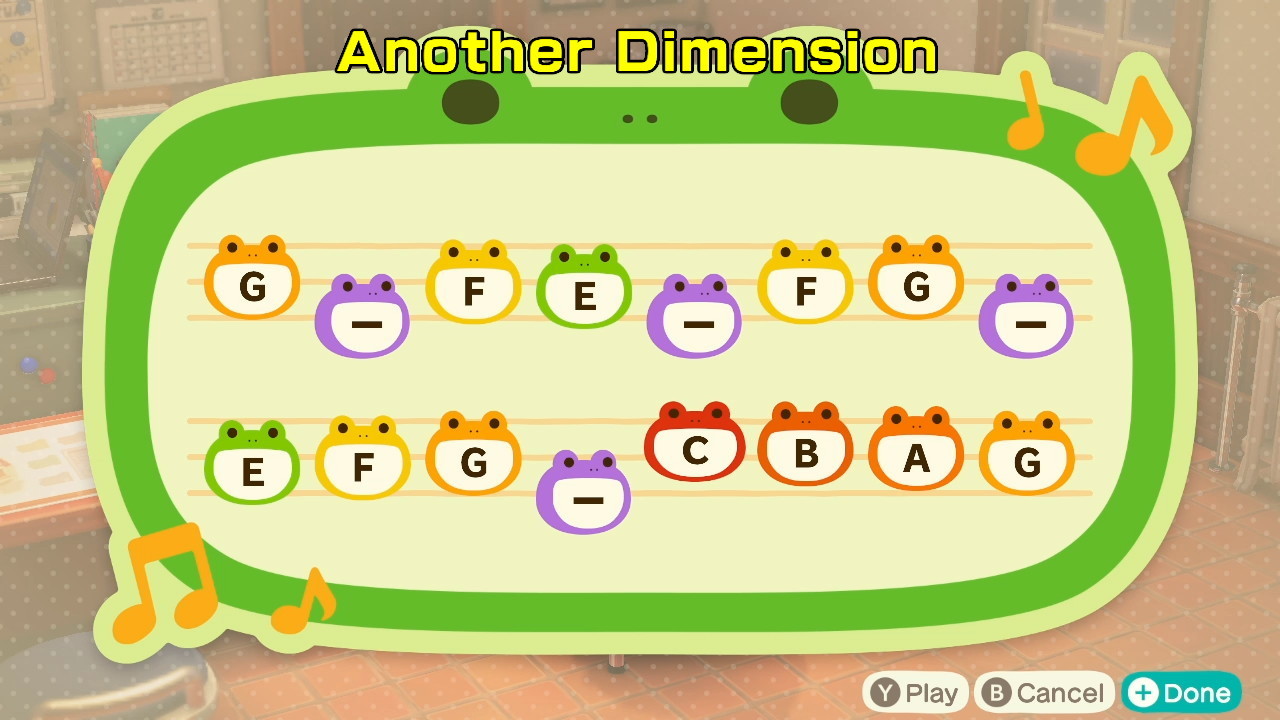 Another Dimension
G – F E – F G –
E F G – C B A G
Y Play B Cancel + Done